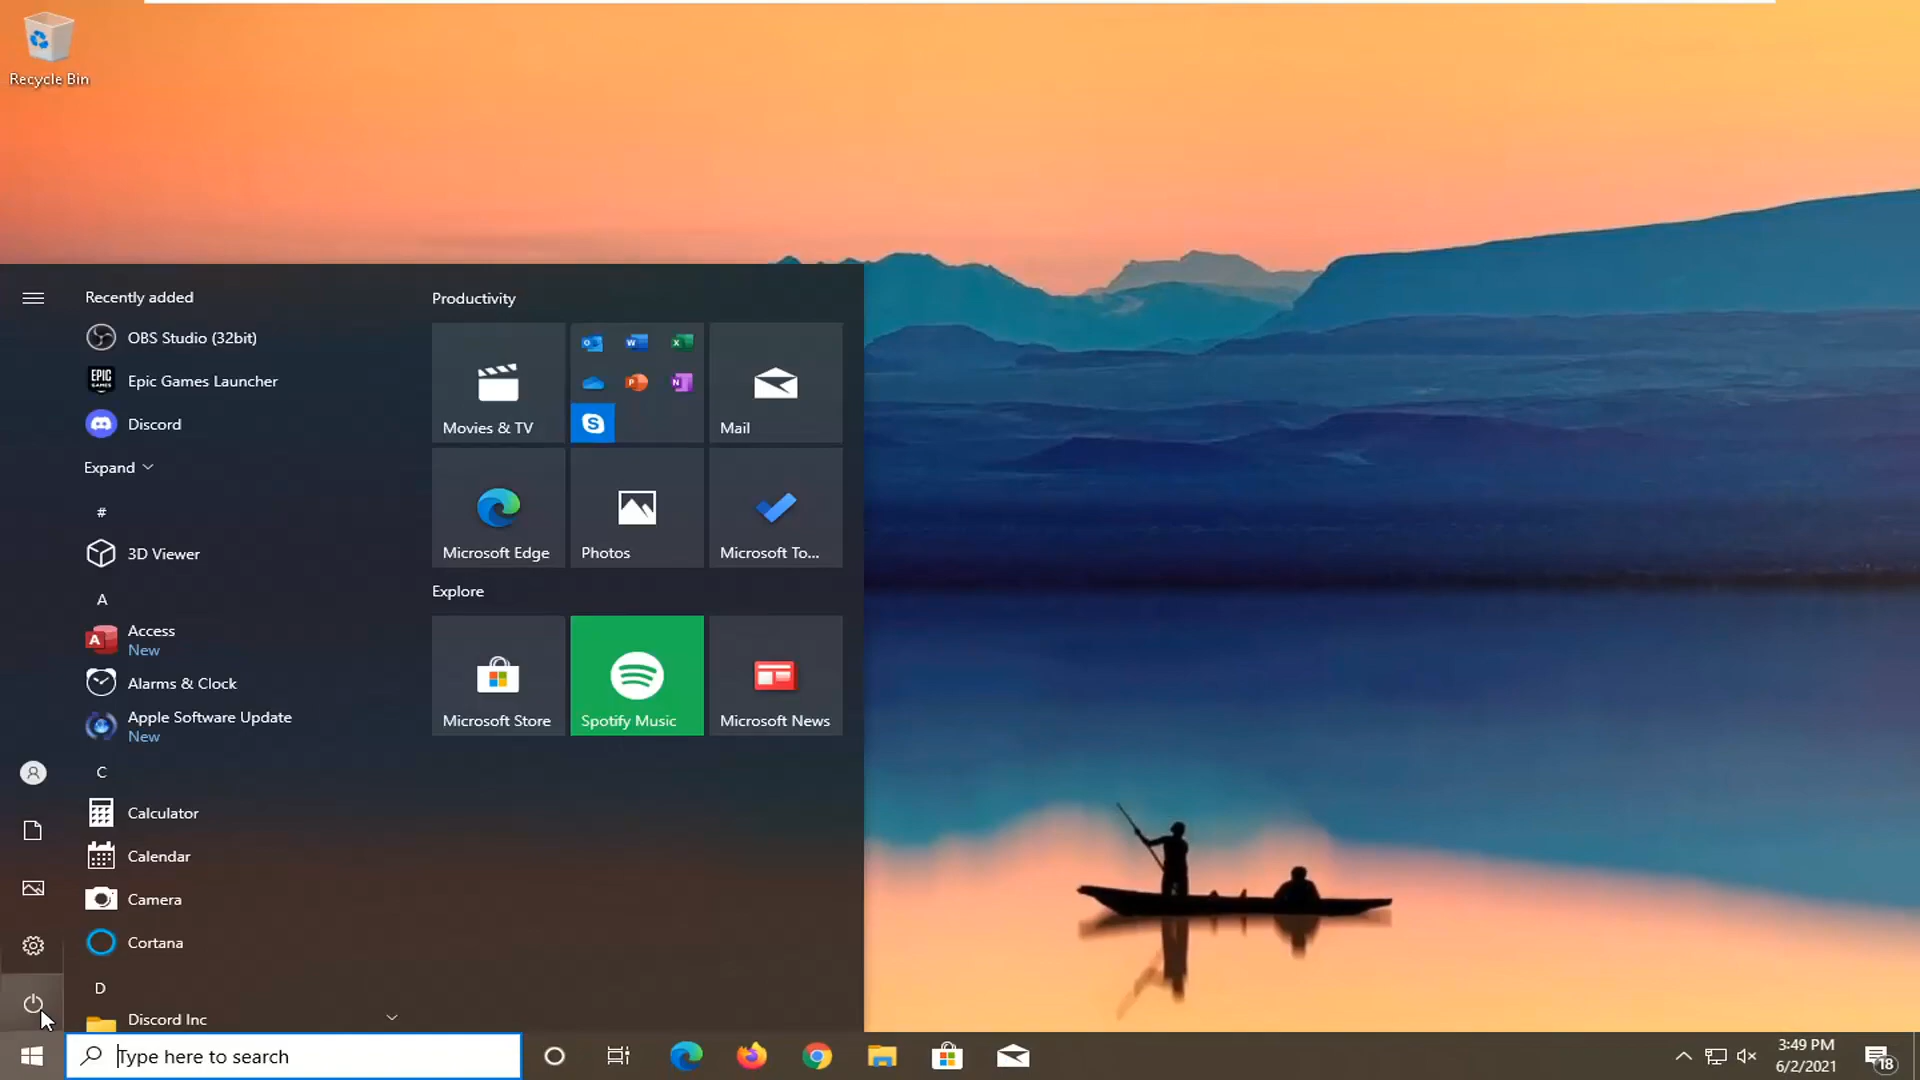 Recycle Bin
Recently added
OBS Studio (32bit)
EPIC GAMES
Epic Games Launcher
Discord
Expand
#
3D Viewer
A
A
Access
New
Alarms & Clock
Apple Software Update
New
C
Calculator
Calendar
Camera
Cortana
D
Discord Inc
Productivity
Movies & TV
O
W
X
P
N
S
Mail
Microsoft Edge
Photos
Microsoft To...
Explore
Microsoft Store
Spotify Music
Microsoft News
Type here to search
3:49 PM
6/2/2021
18